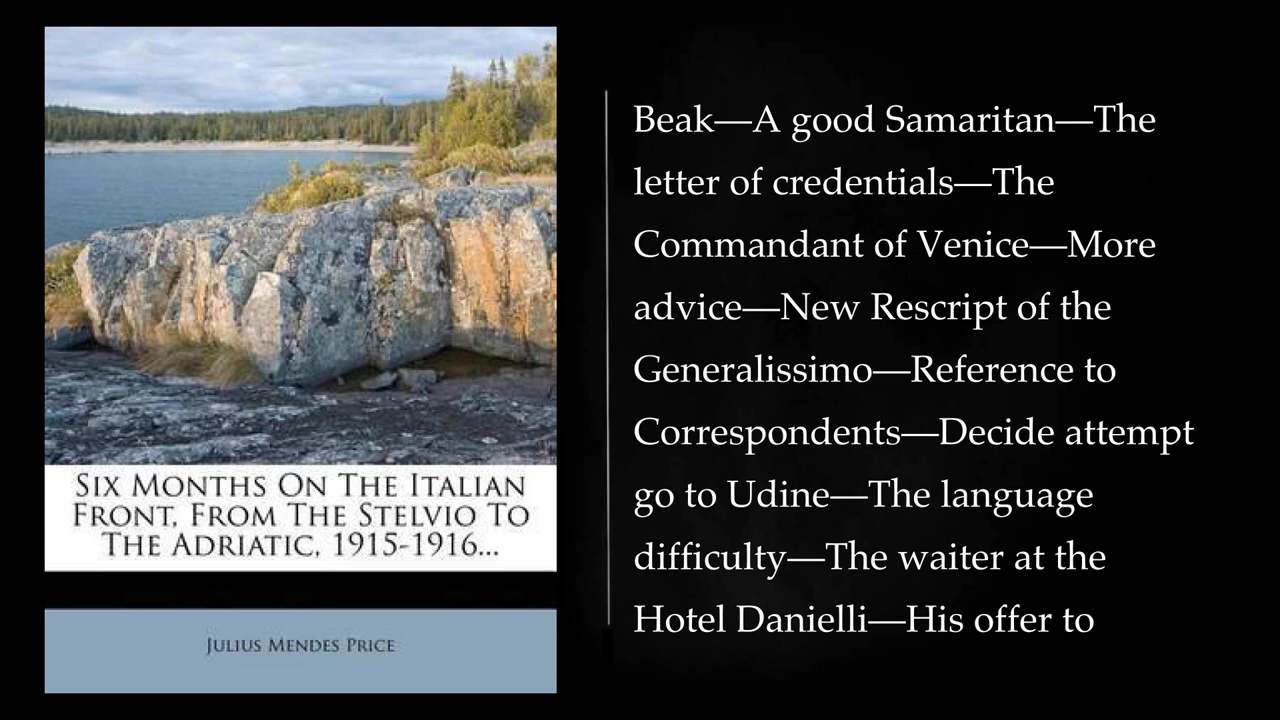 Six Months On The Italian
Front, From The Stelvio To
The Adriatic, 1915-1916...
Julius Mendes Price
Beak—A good Samaritan—The
letter of credentials—The
Commandant of Venice—More
advice—New Rescript of the
Generalissimo—Reference to
Correspondents—Decide attempt
go to Udine—The language
difficulty—The waiter at the
Hotel Danielli—His offer to